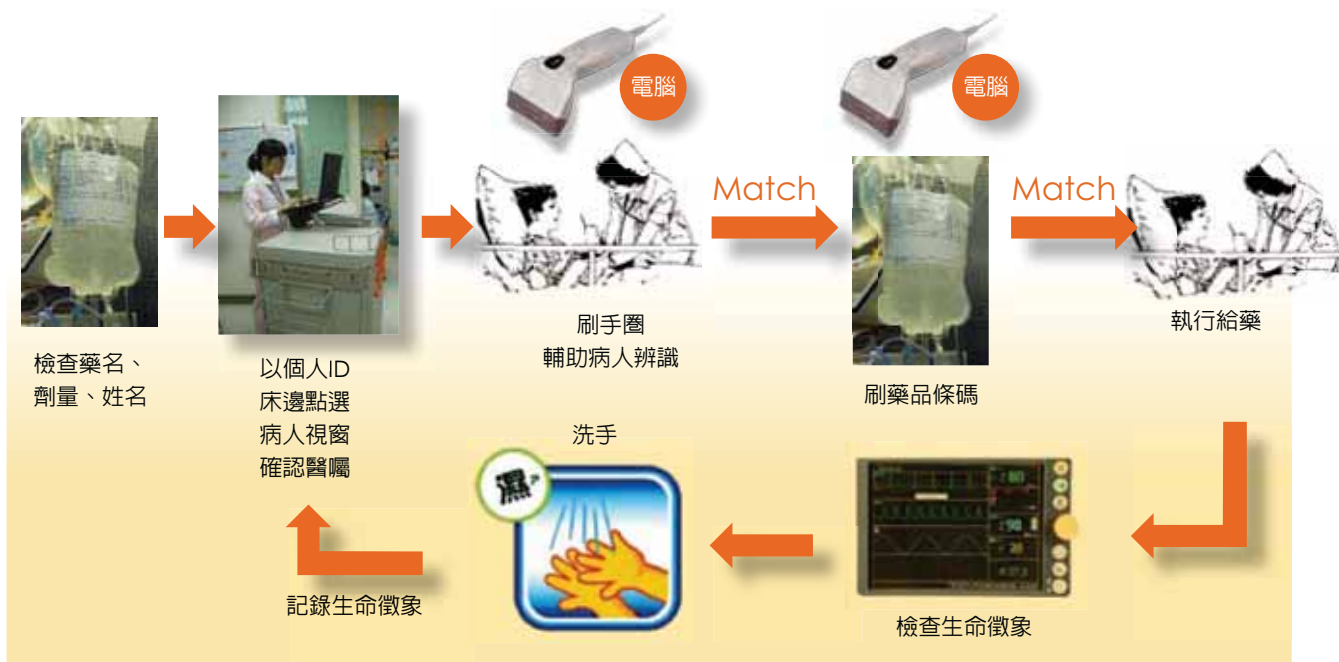 電腦
電腦
Match
Match
檢查藥名、
劑量、姓名
以個人ID
床邊點選
病人視窗
確認醫囑
刷手圈
輔助病人辨識
刷藥品條碼
執行給藥
洗手
濕
記錄生命徵象
檢查生命徵象